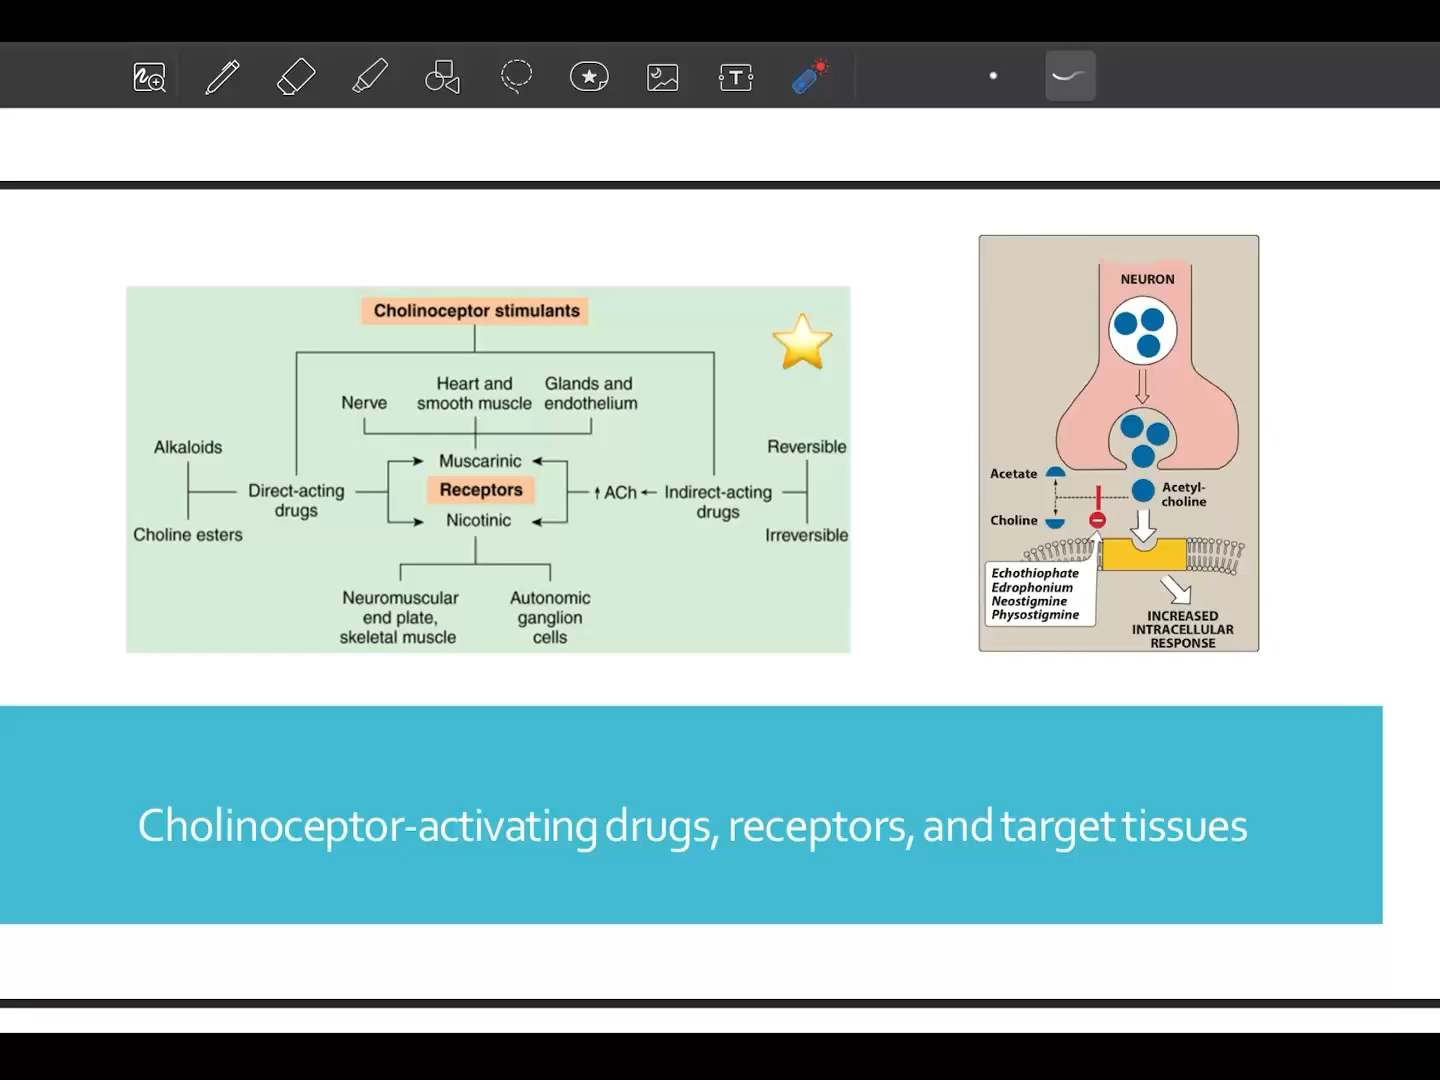 Cholinoceptor stimulants
Nerve
Heart and
smooth muscle
Glands and
endothelium
Alkaloids
Choline esters
Direct-acting
drugs
Muscarinic
Receptors
Nicotinic
↑ ACh
Indirect-acting
drugs
Reversible
Irreversible
Neuromuscular
end plate,
skeletal muscle
Autonomic
ganglion
cells
NEURON
Acetate
Choline
Acetyl-
choline
Echothiophate
Edrophonium
Neostigmine
Physostigmine
INCREASED
INTRACELLULAR
RESPONSE
Cholinoceptor-activating drugs, receptors, and target tissues